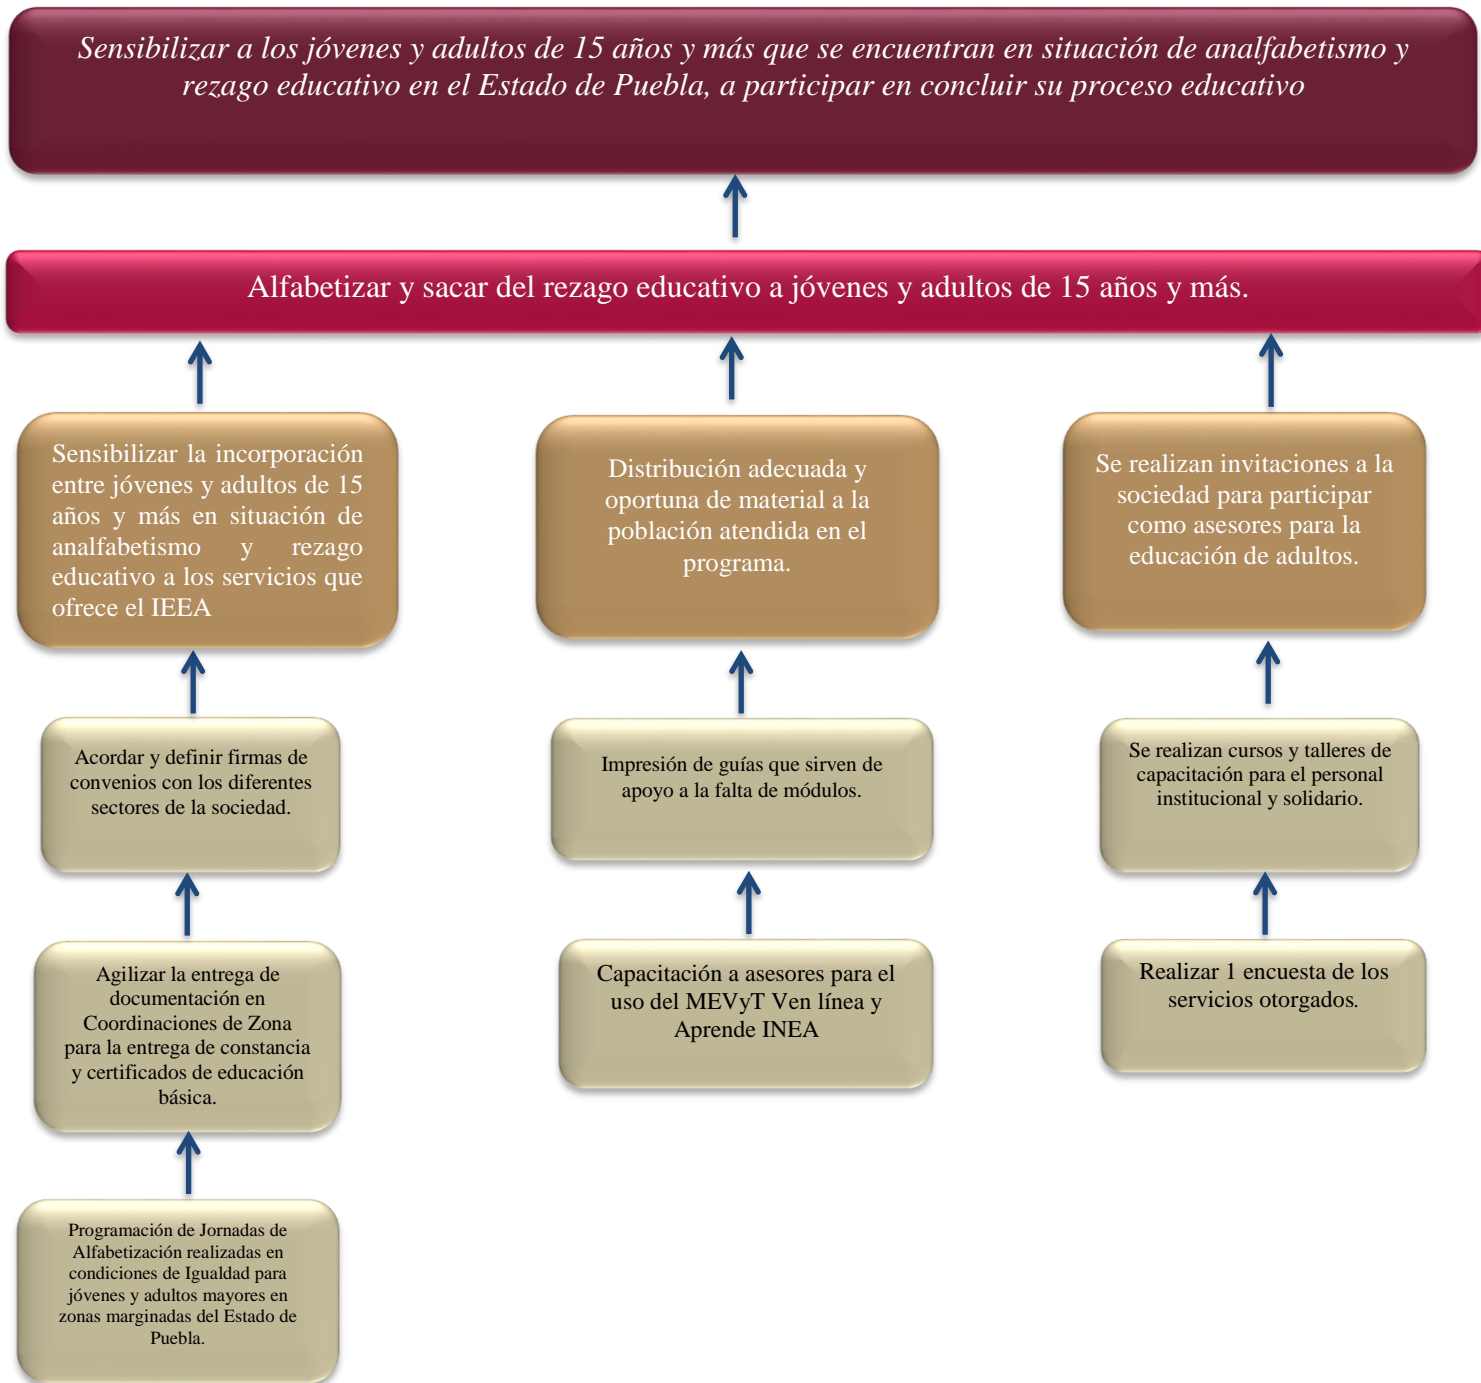 Sensibilizar a los jóvenes y adultos de 15 años y más que se encuentran en situación de analfabetismo y
rezago educativo en el Estado de Puebla, a participar en concluir su proceso educativo
Alfabetizar y sacar del rezago educativo a jóvenes y adultos de 15 años y más.
Sensibilizar la incorporación
entre jóvenes y adultos de 15
años y más en situación de
analfabetismo y rezago
educativo a los servicios que
ofrece el IEEA
Distribución adecuada y
oportuna de material a la
población atendida en el
programa.
Se realizan invitaciones a la
sociedad para participar
como asesores para la
educación de adultos.
Acordar y definir firmas de
convenios con los diferentes
sectores de la sociedad.
Impresión de guías que sirven de
apoyo a la falta de módulos.
Se realizan cursos y talleres de
capacitación para el personal
institucional y solidario.
Agilizar la entrega de
documentación en
Coordinaciones de Zona
para la entrega de constancia
y certificados de educación
básica.
Capacitación a asesores para el
uso del MEVyT Ven línea y
Aprende INEA
Realizar 1 encuesta de los
servicios otorgados.
Programación de Jornadas de
Alfabetización realizadas en
condiciones de Igualdad para
jóvenes y adultos mayores en
zonas marginadas del Estado de
Puebla.